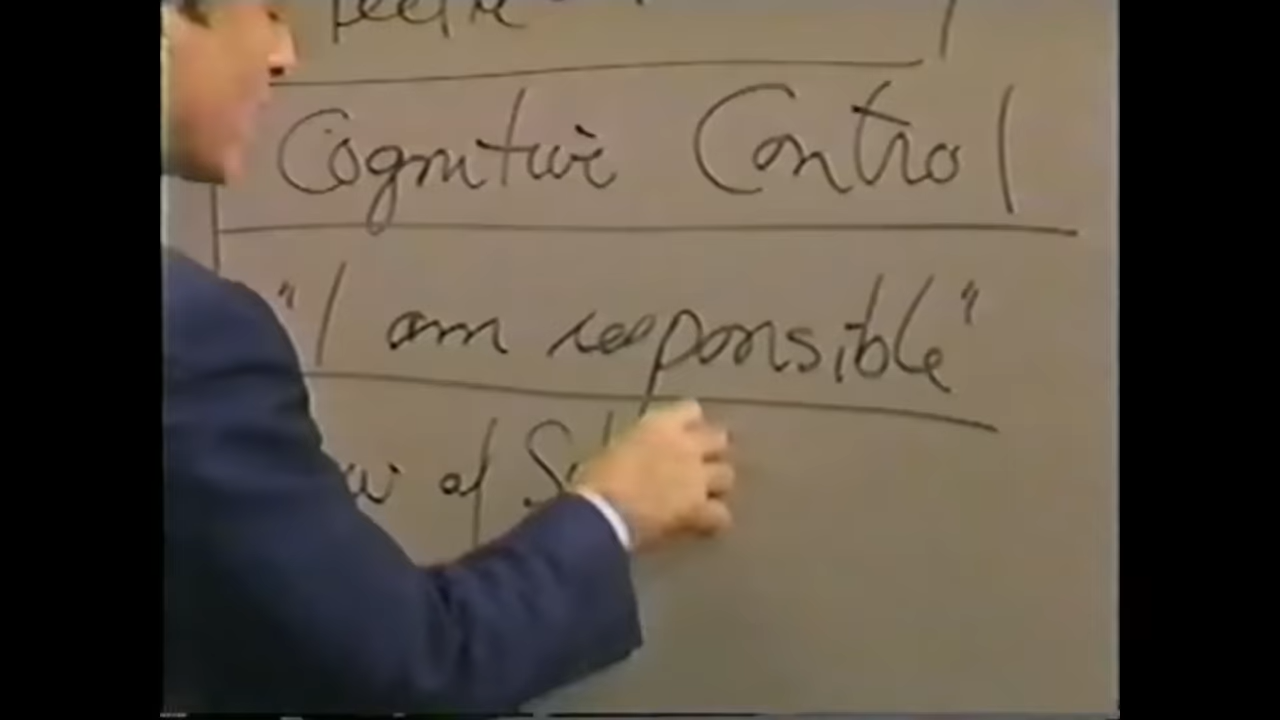 Cognitive Control
"I am responsible"
of